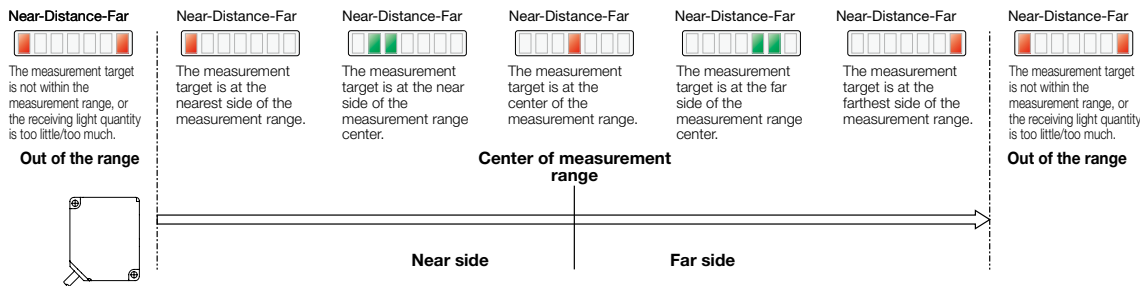 Near-Distance-Far
The measurement target
is not within the
measurement range, or
the receiving light quantity
is too little/too much.
Out of the range
Near-Distance-Far
The measurement
target is at the
nearest side of the
measurement range.
Near-Distance-Far
The measurement
target is at the near
side of the
measurement range
center.
Near-Distance-Far
The measurement
target is at the
center of the
measurement range.
Near-Distance-Far
The measurement
target is at the far
side of the
measurement range
center.
Near-Distance-Far
The measurement
target is at the
farthest side of the
measurement range.
Near-Distance-Far
The measurement target
is not within the
measurement range, or
the receiving light quantity
is too little/too much.
Out of the range
Center of measurement
range
Near side
Far side